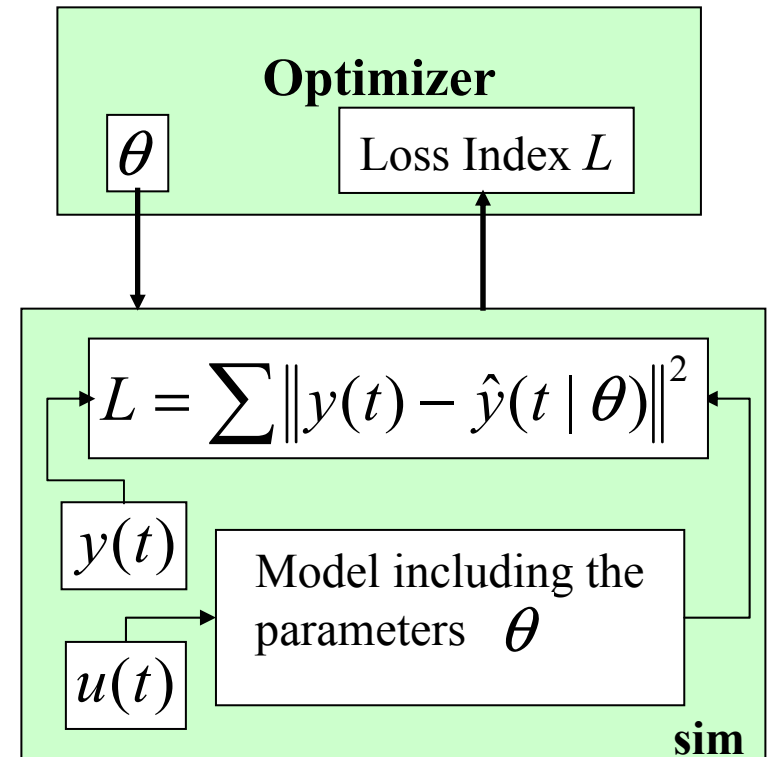 Optimizer
θ
Loss Index L
L = ∑‖y(t) − ŷ(t | θ)‖²
y(t)
Model including the
parameters θ
u(t)
sim